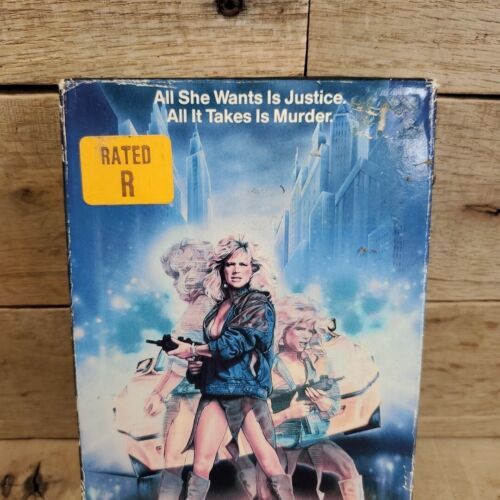 All She Wants Is Justice.
All It Takes Is Murder.
RATED
R